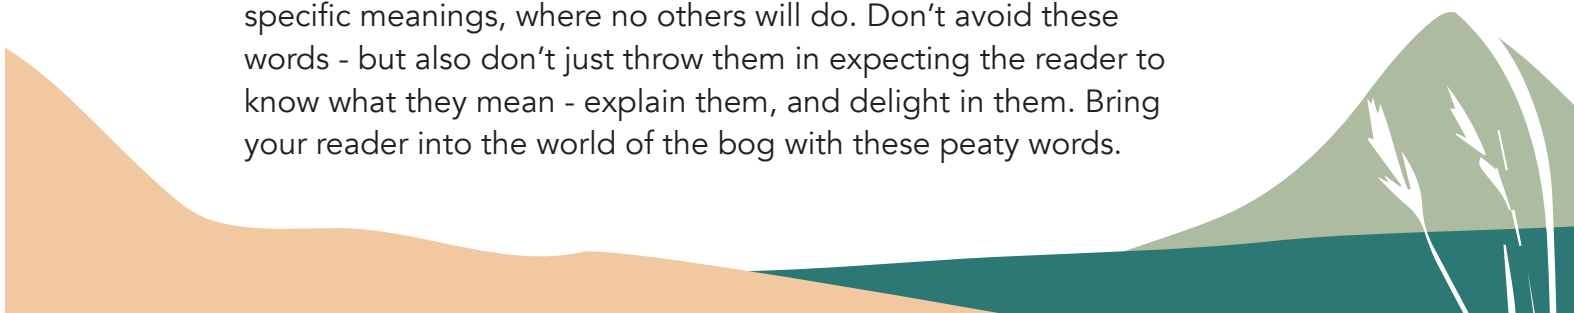 specific meanings, where no others will do. Don’t avoid these
words - but also don’t just throw them in expecting the reader to
know what they mean - explain them, and delight in them. Bring
your reader into the world of the bog with these peaty words.